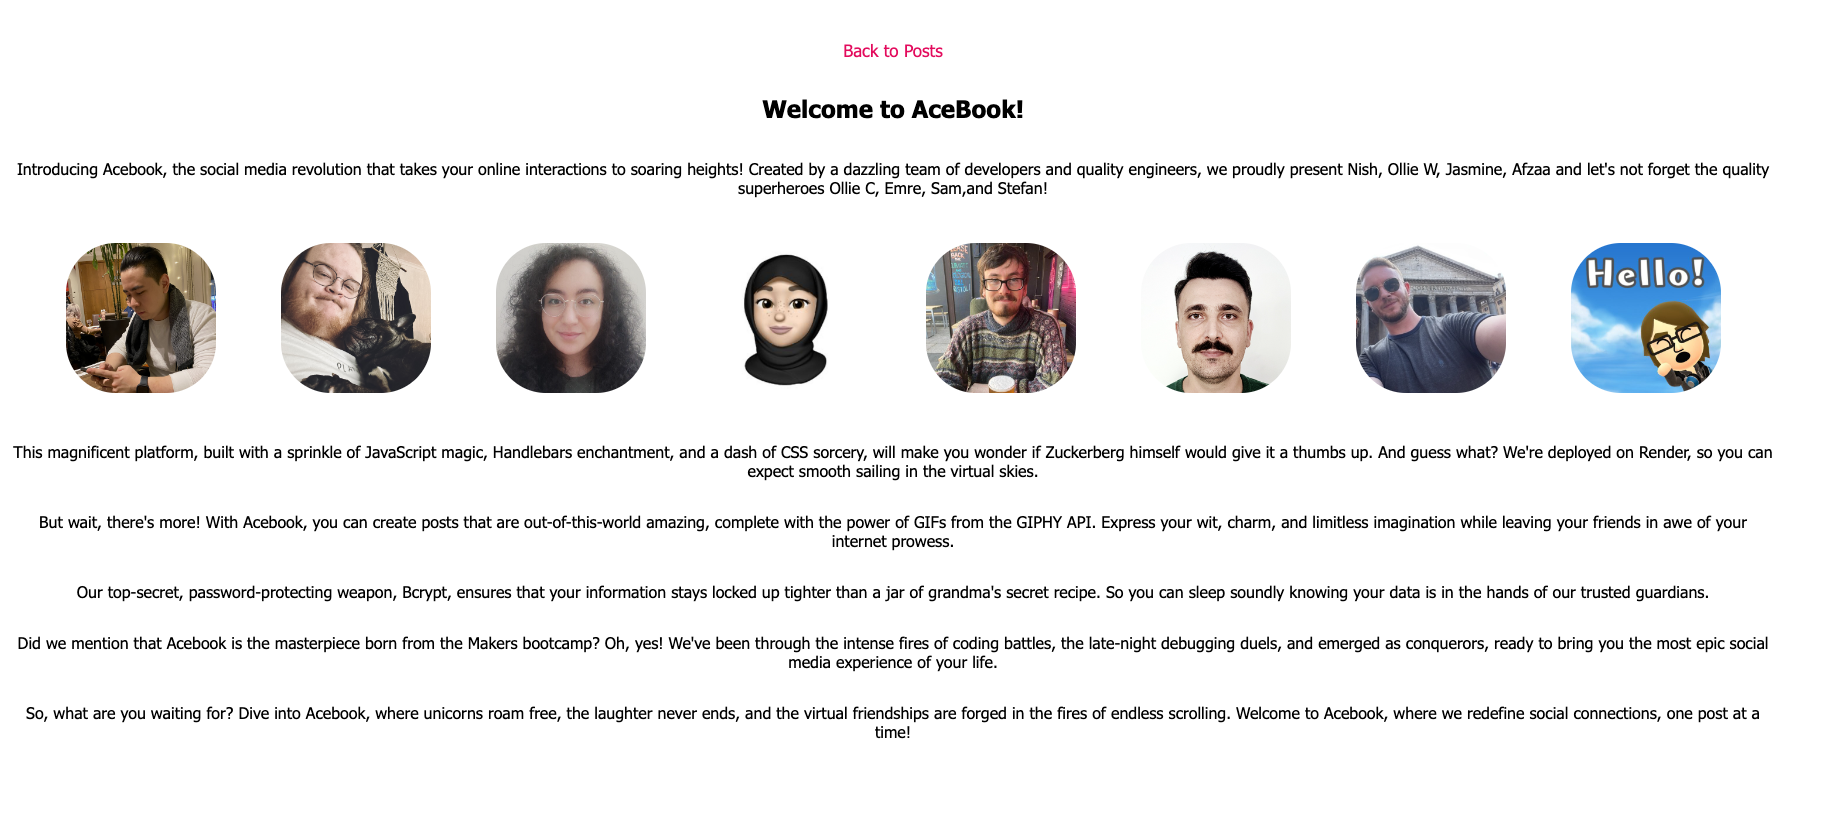 Back to Posts
Welcome to AceBook!
Introducing Acebook, the social media revolution that takes your online interactions to soaring heights! Created by a dazzling team of developers and quality engineers, we proudly present Nish, Ollie W, Jasmine, Afzaa and let's not forget the quality
superheroes Ollie C, Emre, Sam,and Stefan!
Hello!
This magnificent platform, built with a sprinkle of JavaScript magic, Handlebars enchantment, and a dash of CSS sorcery, will make you wonder if Zuckerberg himself would give it a thumbs up. And guess what? We're deployed on Render, so you can
expect smooth sailing in the virtual skies.
But wait, there's more! With Acebook, you can create posts that are out-of-this-world amazing, complete with the power of GIFs from the GIPHY API. Express your wit, charm, and limitless imagination while leaving your friends in awe of your
internet prowess.
Our top-secret, password-protecting weapon, Bcrypt, ensures that your information stays locked up tighter than a jar of grandma's secret recipe. So you can sleep soundly knowing your data is in the hands of our trusted guardians.
Did we mention that Acebook is the masterpiece born from the Makers bootcamp? Oh, yes! We've been through the intense fires of coding battles, the late-night debugging duels, and emerged as conquerors, ready to bring you the most epic social
media experience of your life.
So, what are you waiting for? Dive into Acebook, where unicorns roam free, the laughter never ends, and the virtual friendships are forged in the fires of endless scrolling. Welcome to Acebook, where we redefine social connections, one post at a
time!